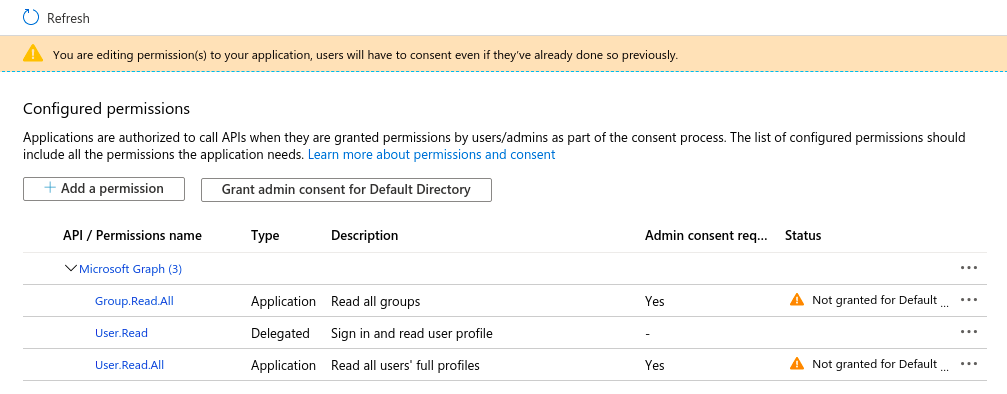 Refresh
You are editing permission(s) to your application, users will have to consent even if they've already done so previously.
Configured permissions
Applications are authorized to call APIs when they are granted permissions by users/admins as part of the consent process. The list of configured permissions should
include all the permissions the application needs. Learn more about permissions and consent
+ Add a permission Grant admin consent for Default Directory
API / Permissions name Type Description Admin consent req... Status
Microsoft Graph (3) ...
Group.Read.All Application Read all groups Yes Not granted for Default ... ...
User.Read Delegated Sign in and read user profile - ...
User.Read.All Application Read all users' full profiles Yes Not granted for Default ... ...